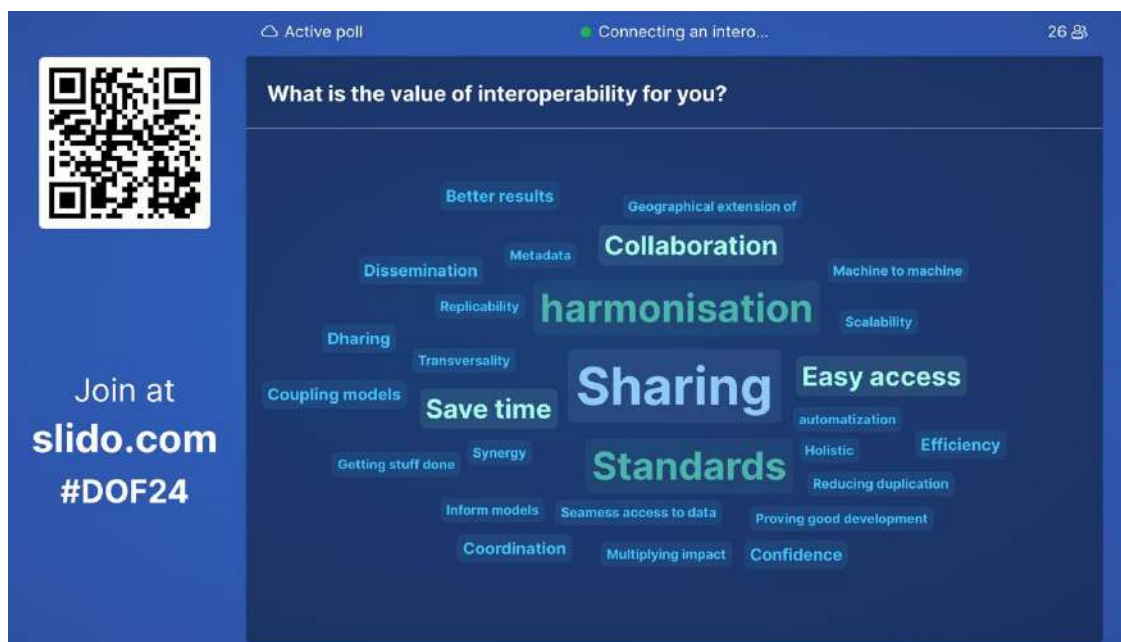 Active poll
Connecting an intero...
26
What is the value of interoperability for you?
Join at
slido.com
#DOF24
Better results
Geographical extension of
Collaboration
Metadata
Dissemination
Machine to machine
Replicability
harmonisation
Scalability
Dharing
Transversality
Sharing
Easy access
Coupling models
Save time
automatization
Efficiency
Synergy
Holistic
Getting stuff done
Standards
Reducing duplication
Inform models
Seamess access to data
Proving good development
Coordination
Multiplying impact
Confidence